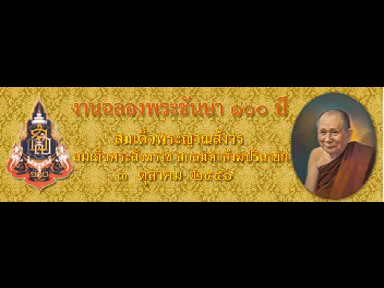 งานฉลองพระชันษา ๑๐๐ ปี
สมเด็จพระญาณสังวร
สมเด็จพระสังฆราช สกลมหาสังฆปริณายก
๓ ตุลาคม ๒๕๕๖